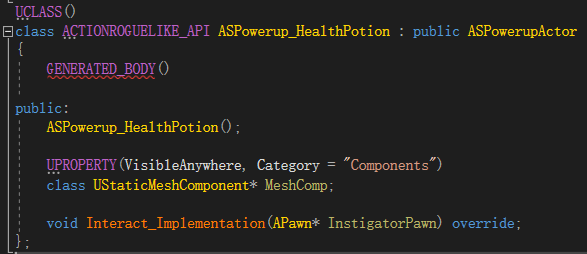 UCLASS()
class ACTIONROGUELIKE_API ASPowerup_HealthPotion : public ASPowerupActor
{
GENERATED_BODY()
public:
ASPowerup_HealthPotion();
UPROPERTY(VisibleAnywhere, Category = "Components")
class UStaticMeshComponent* MeshComp;
void Interact_Implementation(APawn* InstigatorPawn) override;
};